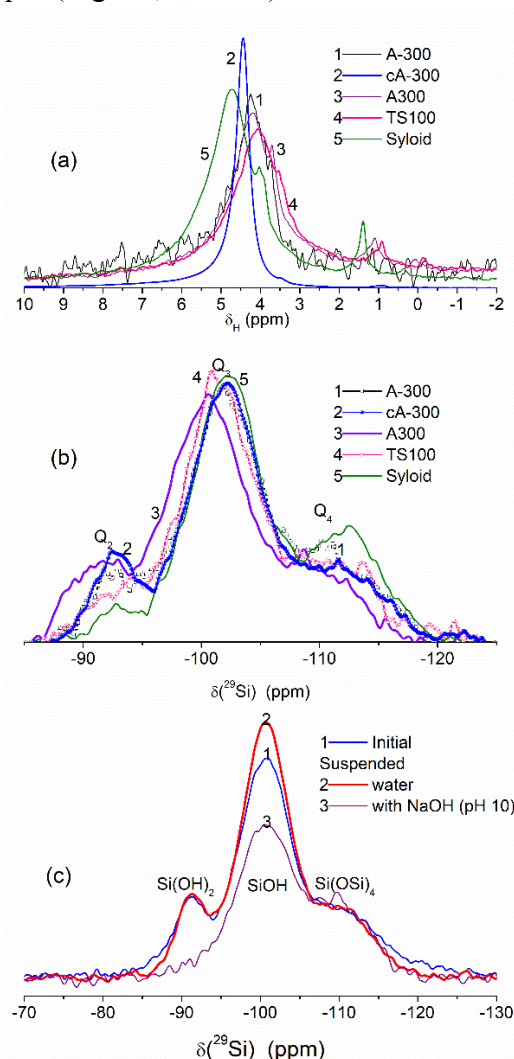 2
1
5
3
4
(a)
1 A-300
2 cA-300
3 A300
4 TS100
5 Syloid
10 9 8 7 6 5 4 3 2 1 0 -1 -2
δH (ppm)
Q3
4 5
3
Q2 2
Q4
1
(b)
1 A-300
2 cA-300
3 A300
4 TS100
5 Syloid
-90 -100 -110 -120
δ(29Si) (ppm)
2
1
3
1 Initial
Suspended
2 water
3 with NaOH (pH 10)
(c)
Si(OH)2 SiOH Si(OSi)4
-70 -80 -90 -100 -110 -120 -130
δ(29Si) (ppm)